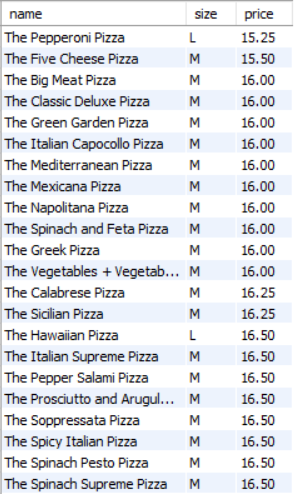 name size price
The Pepperoni Pizza L 15.25
The Five Cheese Pizza M 15.50
The Big Meat Pizza M 16.00
The Classic Deluxe Pizza M 16.00
The Green Garden Pizza M 16.00
The Italian Capocollo Pizza M 16.00
The Mediterranean Pizza M 16.00
The Mexicana Pizza M 16.00
The Napolitana Pizza M 16.00
The Spinach and Feta Pizza M 16.00
The Greek Pizza M 16.00
The Vegetables + Vegetab... M 16.00
The Calabrese Pizza M 16.25
The Sicilian Pizza M 16.25
The Hawaiian Pizza L 16.50
The Italian Supreme Pizza M 16.50
The Pepper Salami Pizza M 16.50
The Prosciutto and Arugul... M 16.50
The Soppressata Pizza M 16.50
The Spicy Italian Pizza M 16.50
The Spinach Pesto Pizza M 16.50
The Spinach Supreme Pizza M 16.50